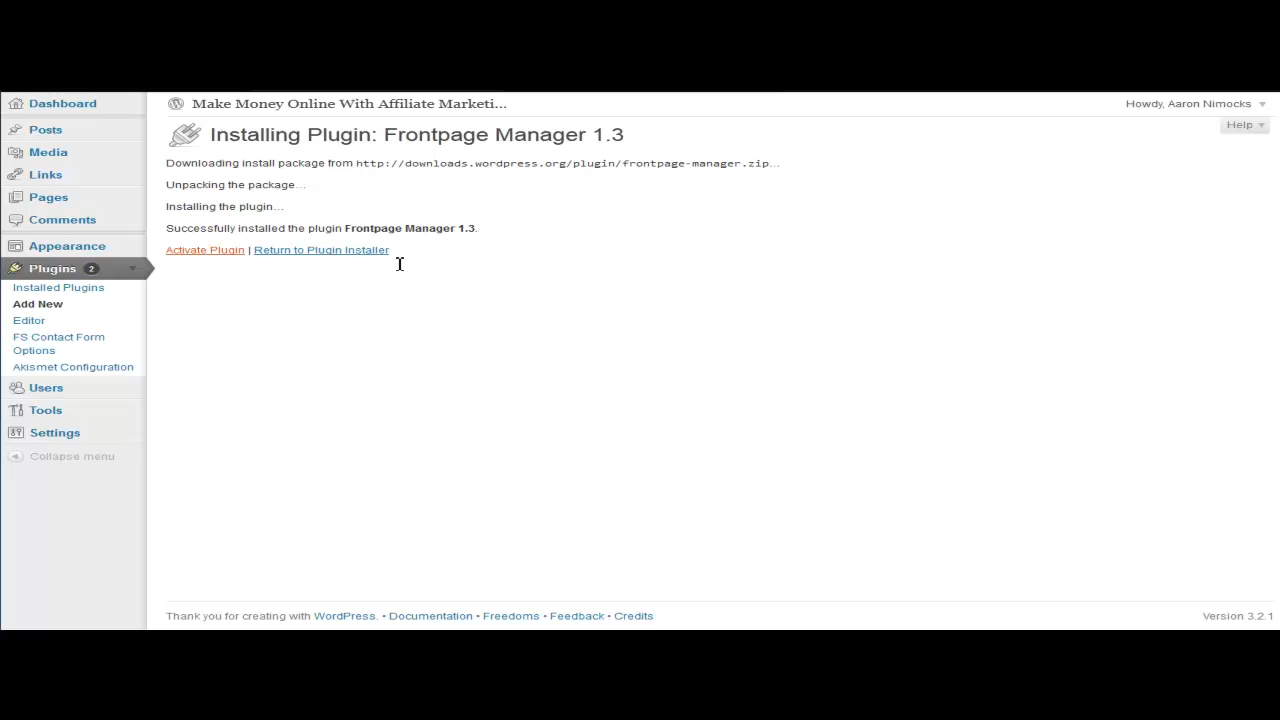 Dashboard
Posts
Media
Links
Pages
Comments
Appearance
Plugins 2
Installed Plugins
Add New
Editor
FS Contact Form
Options
Akismet Configuration
Users
Tools
Settings
Collapse menu
Make Money Online With Affiliate Marketi...
Howdy, Aaron Nimocks
Help
Installing Plugin: Frontpage Manager 1.3
Downloading install package from http://downloads.wordpress.org/plugin/frontpage-manager.zip...
Unpacking the package...
Installing the plugin...
Successfully installed the plugin Frontpage Manager 1.3.
Activate Plugin | Return to Plugin Installer
Thank you for creating with WordPress. • Documentation • Freedoms • Feedback • Credits
Version 3.2.1